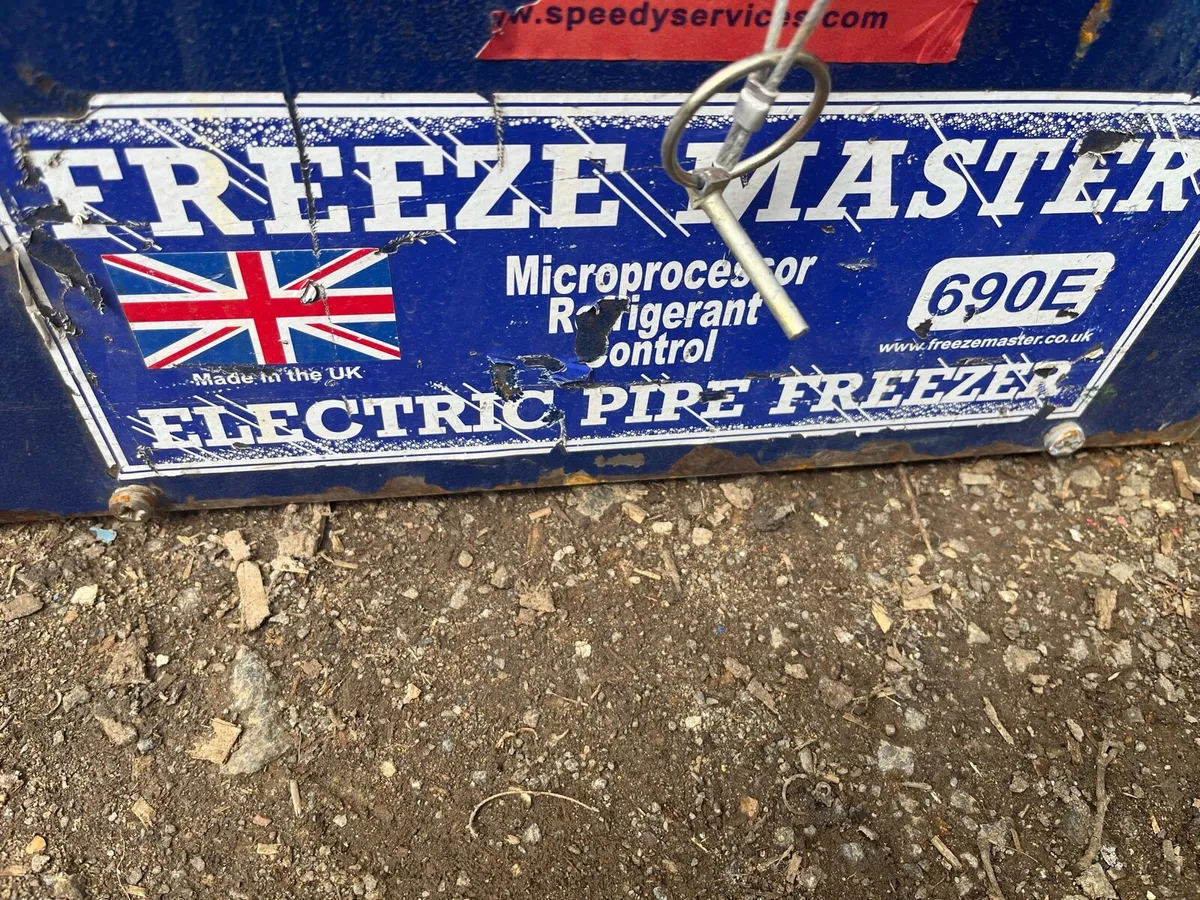 w.speedyservices.com
FREEZE MASTER
Microprocessor
Refrigerant
Control
690E
www.freezemaster.co.uk
Made in the UK
ELECTRIC PIPE FREEZER